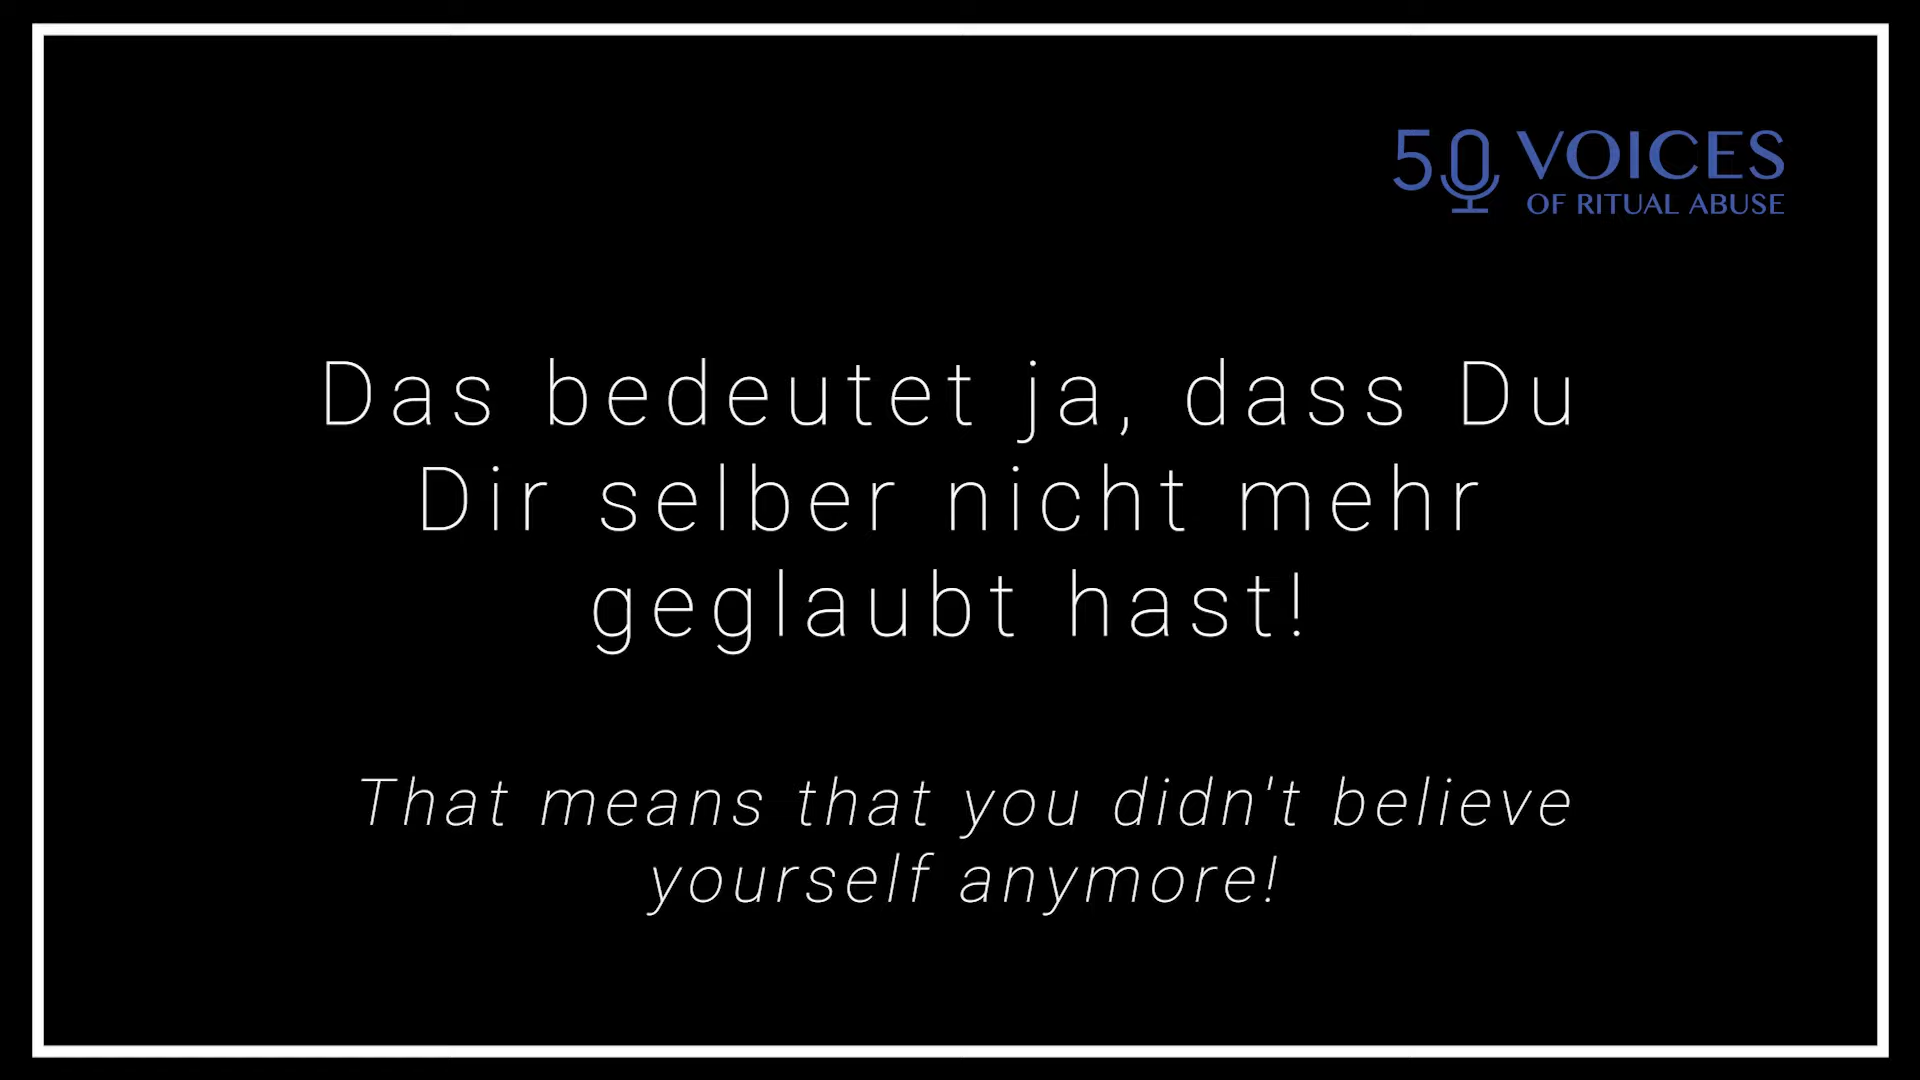 50 VOICES
OF RITUAL ABUSE
Das bedeutet ja, dass Du
Dir selber nicht mehr
geglaubt hast!
That means that you didn't believe
yourself anymore!